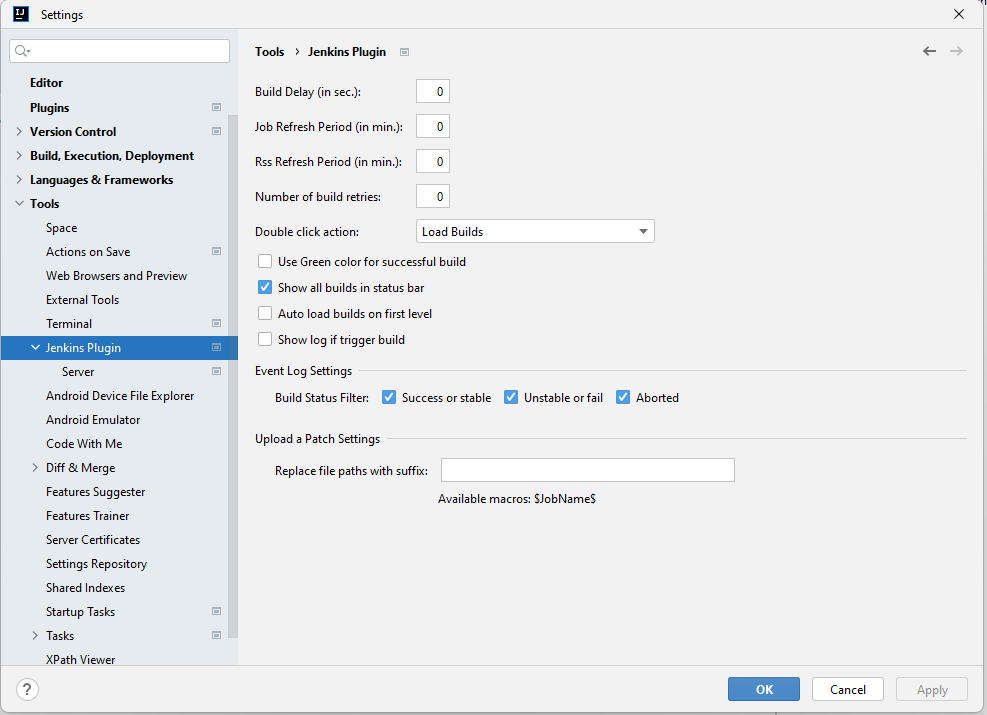 Settings
Tools › Jenkins Plugin
Editor
Plugins
Version Control
Build, Execution, Deployment
Languages & Frameworks
Tools
Space
Actions on Save
Web Browsers and Preview
External Tools
Terminal
Jenkins Plugin
Server
Android Device File Explorer
Android Emulator
Code With Me
Diff & Merge
Features Suggester
Features Trainer
Server Certificates
Settings Repository
Shared Indexes
Startup Tasks
Tasks
XPath Viewer
Build Delay (in sec.): 0
Job Refresh Period (in min.): 0
Rss Refresh Period (in min.): 0
Number of build retries: 0
Double click action: Load Builds
Use Green color for successful build
Show all builds in status bar
Auto load builds on first level
Show log if trigger build
Event Log Settings
Build Status Filter: Success or stable Unstable or fail Aborted
Upload a Patch Settings
Replace file paths with suffix:
Available macros: $JobName$
? OK Cancel Apply